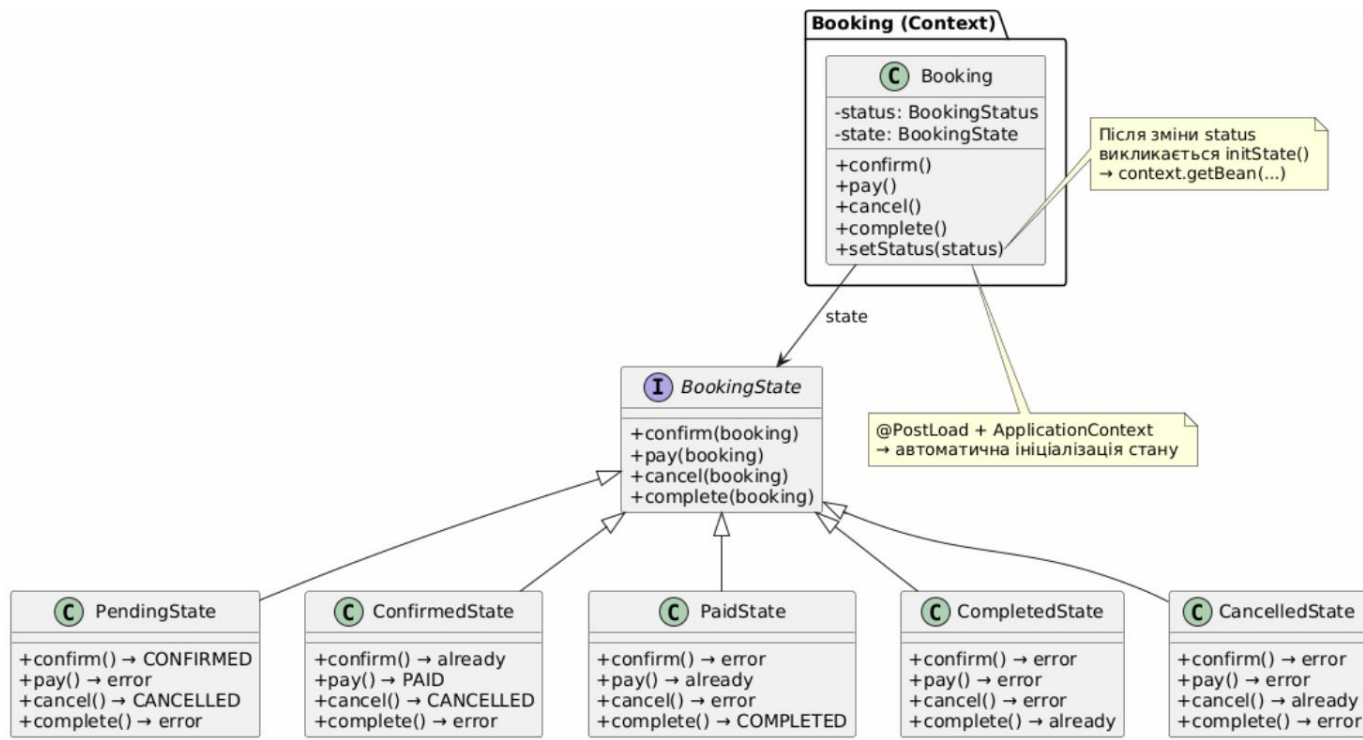 Booking (Context)
C Booking
-status: BookingStatus
-state: BookingState
+confirm()
+pay()
+cancel()
+complete()
+setStatus(status)
Після зміни status
викликається initState()
→ context.getBean(...)
state
@PostLoad + ApplicationContext
→ автоматична ініціалізація стану
I BookingState
+confirm(booking)
+pay(booking)
+cancel(booking)
+complete(booking)
C PendingState
+confirm() → CONFIRMED
+pay() → error
+cancel() → CANCELLED
+complete() → error
C ConfirmedState
+confirm() → already
+pay() → PAID
+cancel() → CANCELLED
+complete() → error
C PaidState
+confirm() → error
+pay() → already
+cancel() → error
+complete() → COMPLETED
C CompletedState
+confirm() → error
+pay() → error
+cancel() → error
+complete() → already
C CancelledState
+confirm() → error
+pay() → error
+cancel() → already
+complete() → error